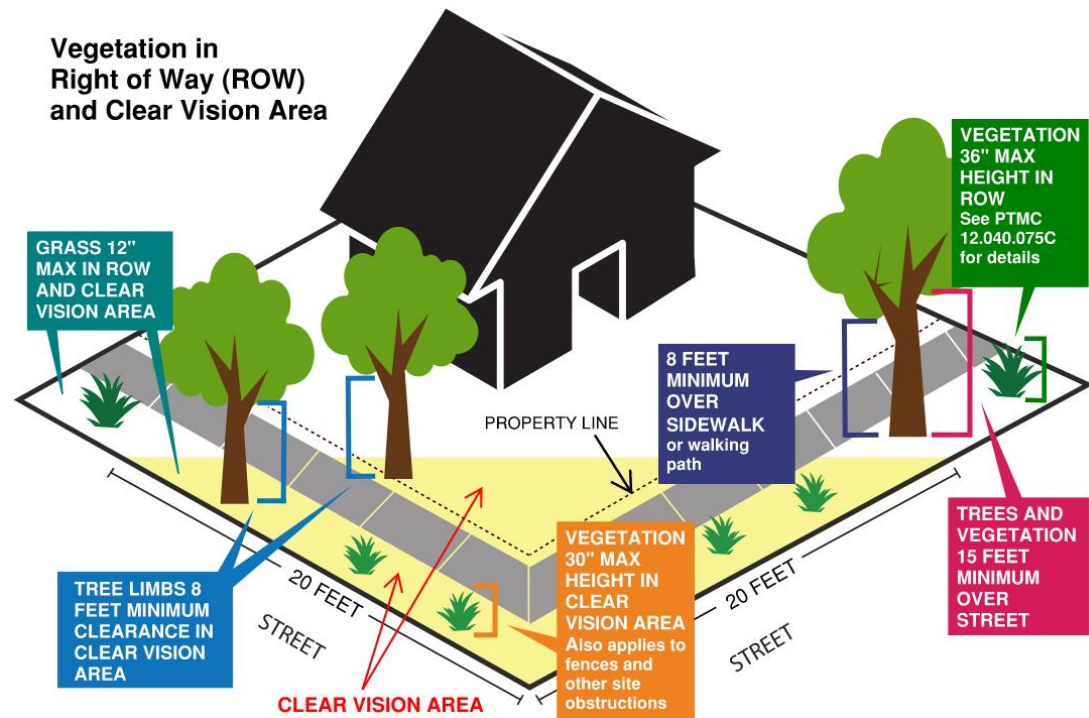 Vegetation in
Right of Way (ROW)
and Clear Vision Area
VEGETATION
36" MAX
HEIGHT IN
ROW
See PTMC
12.040.075C
for details
GRASS 12"
MAX IN ROW
AND CLEAR
VISION AREA
8 FEET
MINIMUM
OVER
SIDEWALK
or walking
path
PROPERTY LINE
TREES AND
VEGETATION
15 FEET
MINIMUM
OVER
STREET
VEGETATION
30" MAX
HEIGHT IN
CLEAR
VISION AREA
Also applies to
fences and
other site
obstructions
TREE LIMBS 8
FEET MINIMUM
CLEARANCE IN
CLEAR VISION
AREA
20 FEET
STREET
20 FEET
STREET
CLEAR VISION AREA